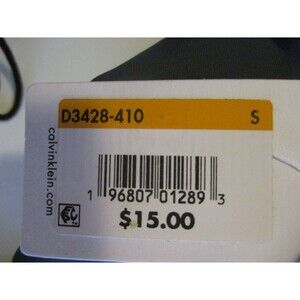 D3428-410 S
calvinklein.com
1 96807 01289 3
$15.00